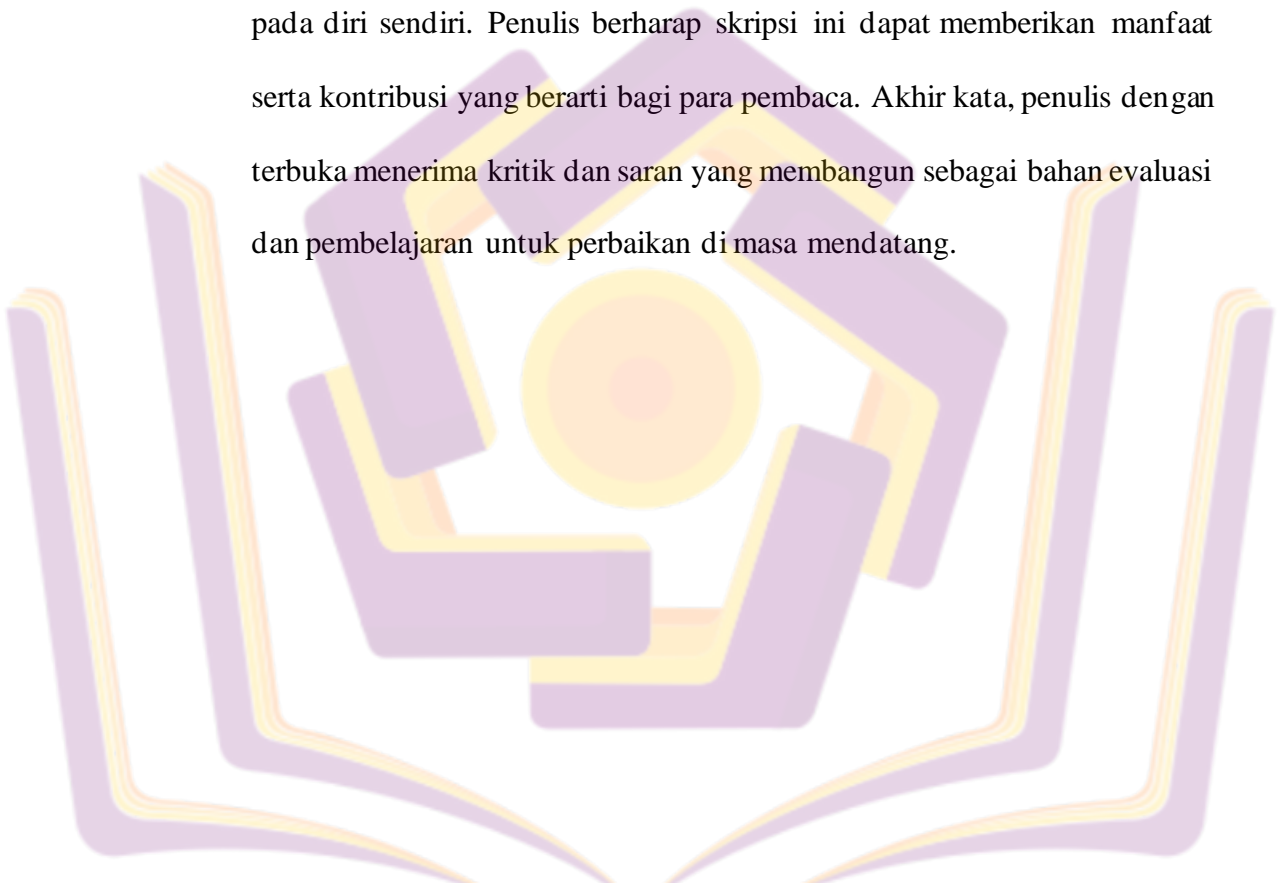 pada diri sendiri. Penulis berharap skripsi ini dapat memberikan manfaat
serta kontribusi yang berarti bagi para pembaca. Akhir kata, penulis dengan
terbuka menerima kritik dan saran yang membangun sebagai bahan evaluasi
dan pembelajaran untuk perbaikan di masa mendatang.